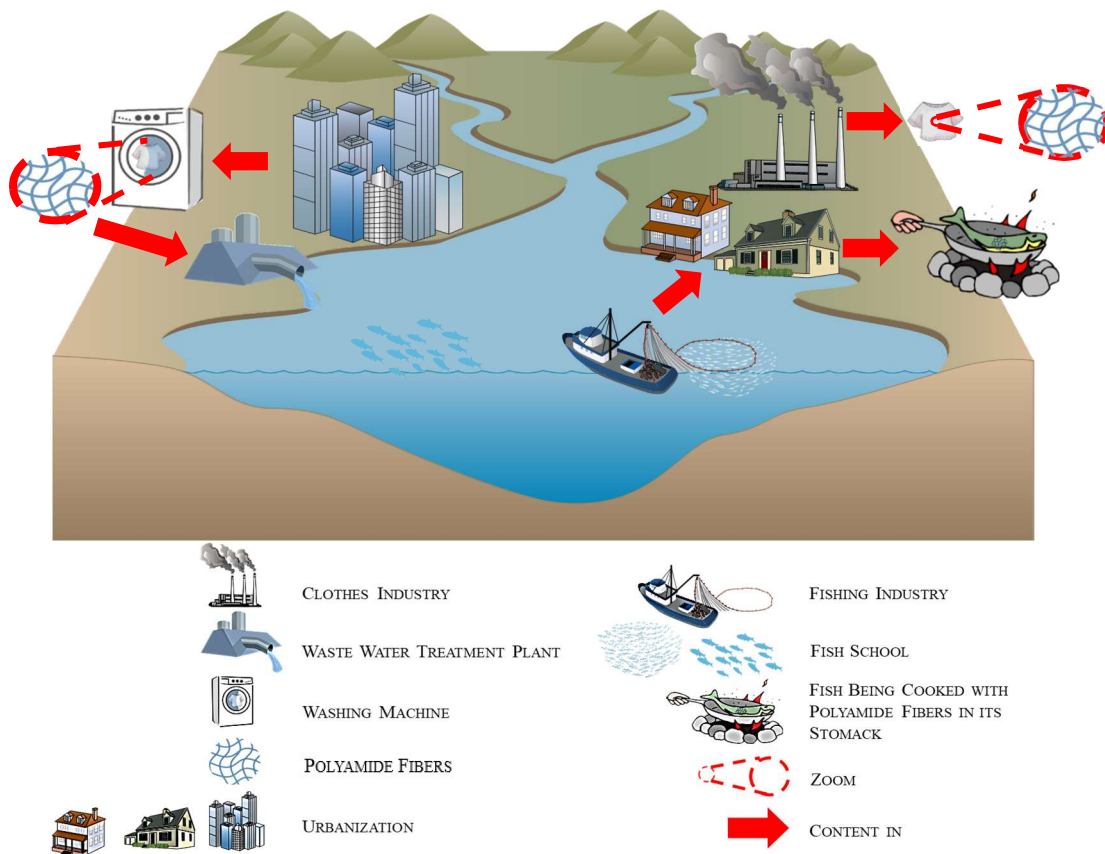 CLOTHES INDUSTRY
WASTE WATER TREATMENT PLANT
WASHING MACHINE
POLYAMIDE FIBERS
URBANIZATION
FISHING INDUSTRY
FISH SCHOOL
FISH BEING COOKED WITH
POLYAMIDE FIBERS IN ITS
STOMACK
ZOOM
CONTENT IN